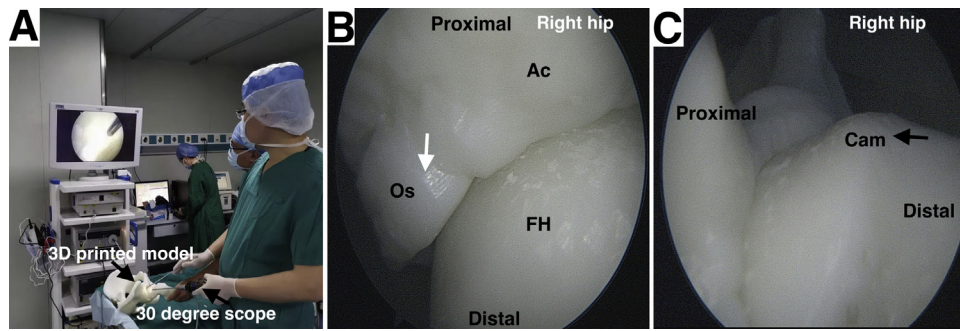 A
3D printed model
30 degree scope
B
Right hip
Proximal
Ac
Os
FH
Distal
C
Right hip
Proximal
Cam
Distal